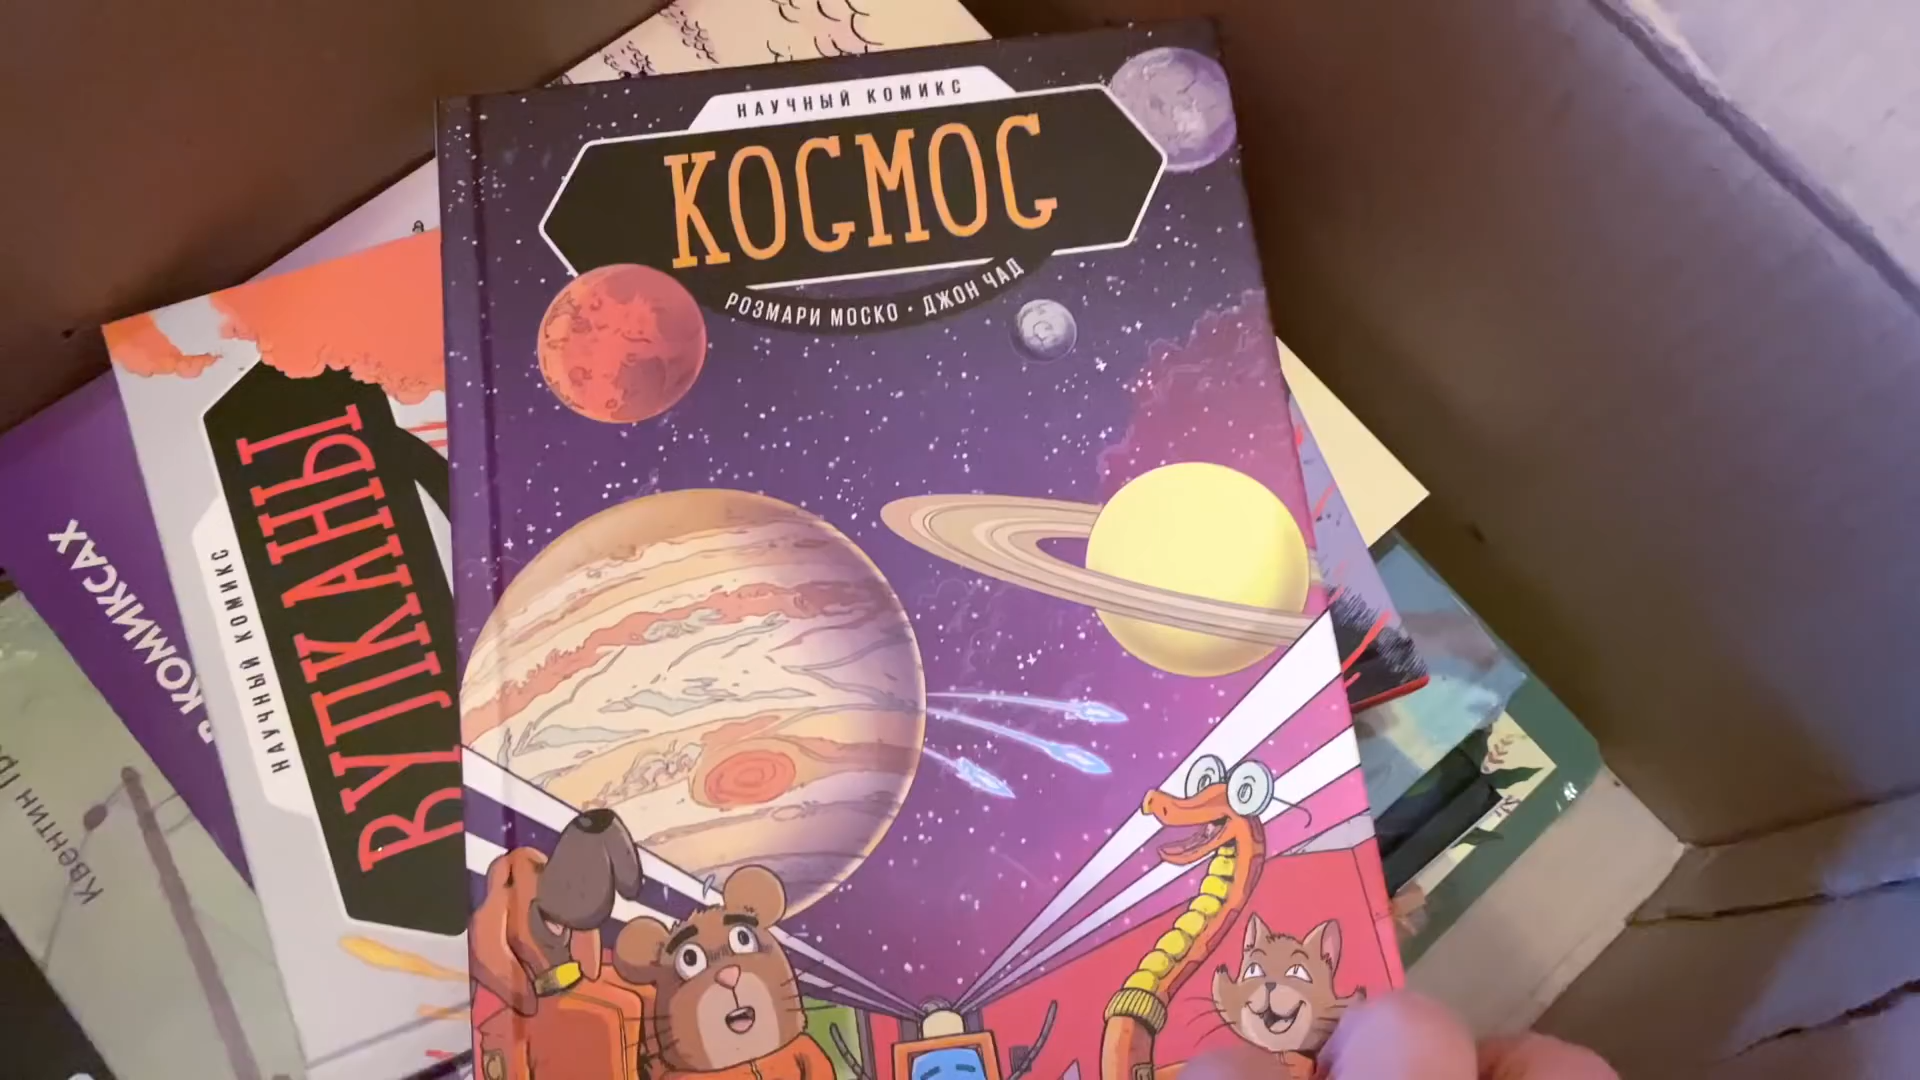 НАУЧНЫЙ КОМИКС
КОСМОС
РОЗМАРИ МОСКО • ДЖОН ЧАД
ВУЛКАНЫ
НАУЧНЫЙ КОМИКС
В КОМИКСАХ
КВЕНТИН